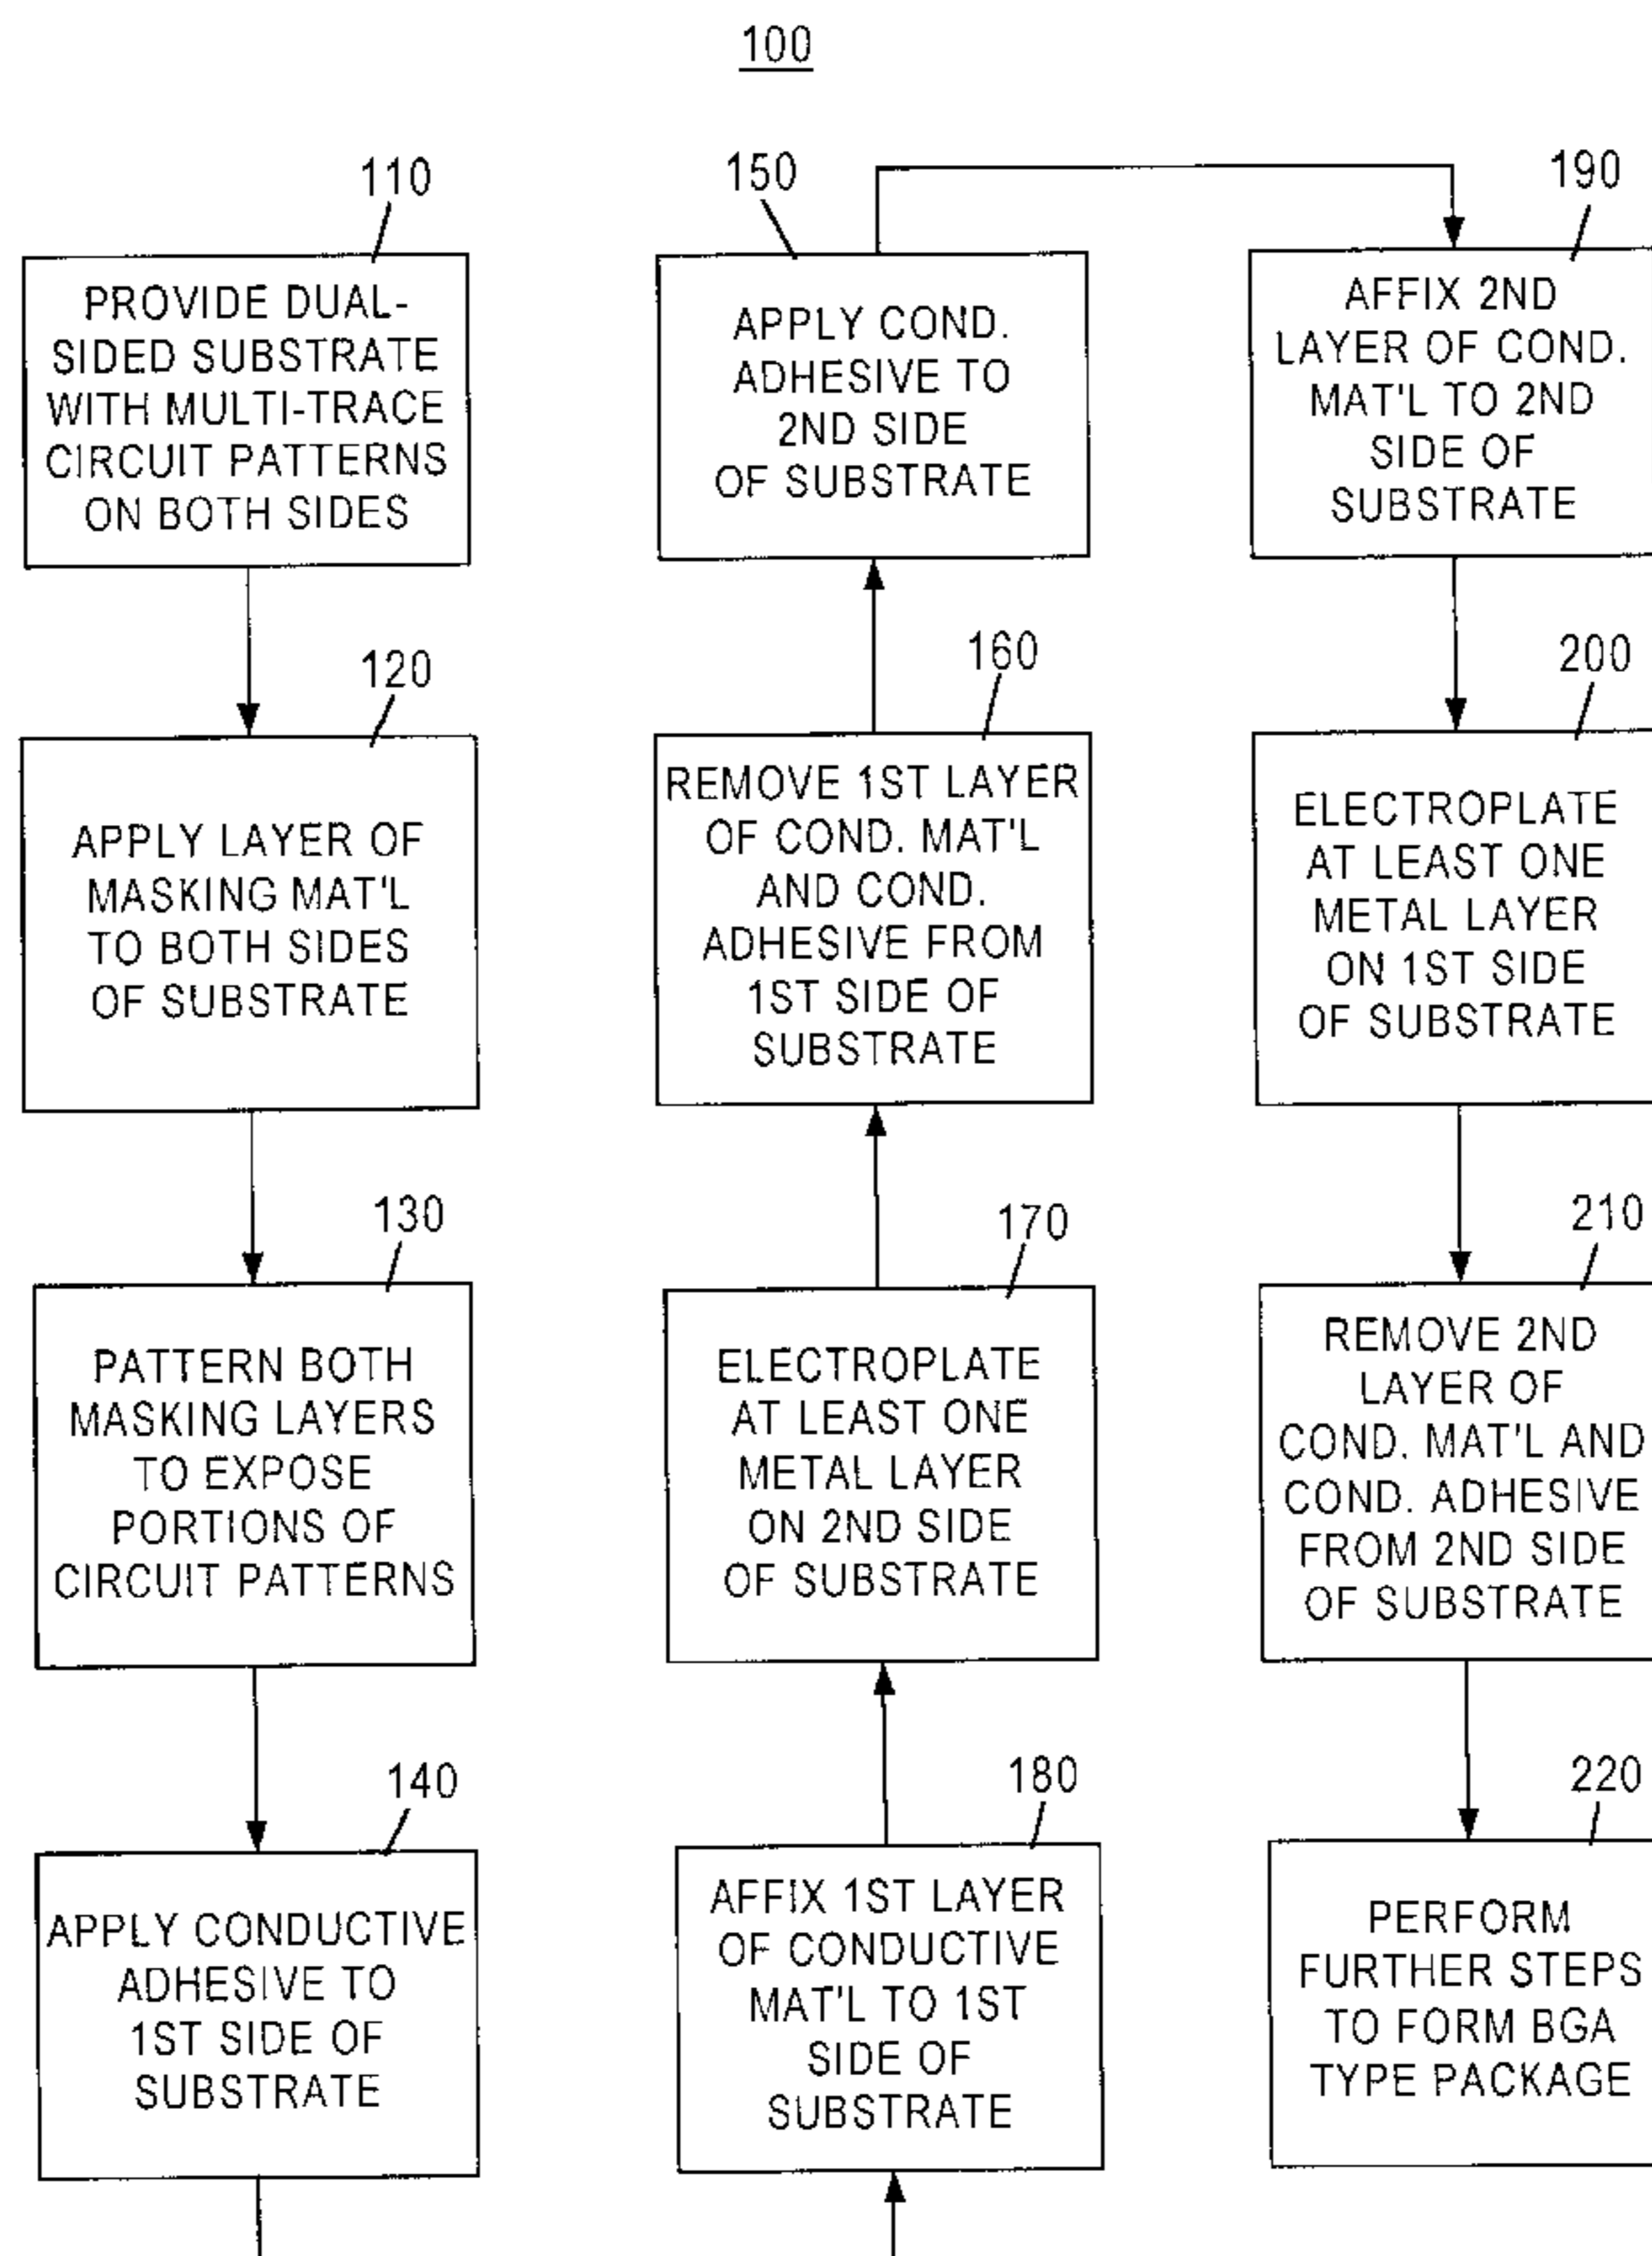 100
110
PROVIDE DUAL-
SIDED SUBSTRATE
WITH MULTI-TRACE
CIRCUIT PATTERNS
ON BOTH SIDES
120
APPLY LAYER OF
MASKING MAT'L
TO BOTH SIDES
OF SUBSTRATE
130
PATTERN BOTH
MASKING LAYERS
TO EXPOSE
PORTIONS OF
CIRCUIT PATTERNS
140
APPLY CONDUCTIVE
ADHESIVE TO
1ST SIDE OF
SUBSTRATE
150
APPLY COND.
ADHESIVE TO
2ND SIDE
OF SUBSTRATE
160
REMOVE 1ST LAYER
OF COND. MAT'L
AND COND.
ADHESIVE FROM
1ST SIDE OF
SUBSTRATE
170
ELECTROPLATE
AT LEAST ONE
METAL LAYER
ON 2ND SIDE
OF SUBSTRATE
180
AFFIX 1ST LAYER
OF CONDUCTIVE
MAT'L TO 1ST
SIDE OF
SUBSTRATE
190
AFFIX 2ND
LAYER OF COND.
MAT'L TO 2ND
SIDE OF
SUBSTRATE
200
ELECTROPLATE
AT LEAST ONE
METAL LAYER
ON 1ST SIDE
OF SUBSTRATE
210
REMOVE 2ND
LAYER OF
COND. MAT'L AND
COND. ADHESIVE
FROM 2ND SIDE
OF SUBSTRATE
220
PERFORM
FURTHER STEPS
TO FORM BGA
TYPE PACKAGE